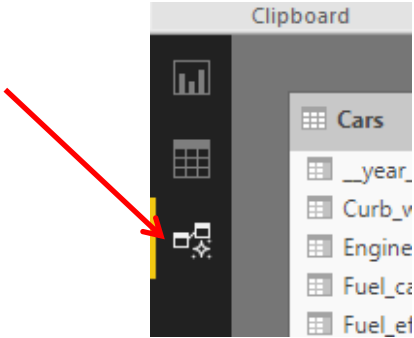 Clipboard
Cars
__year_
Curb_w
Engine
Fuel_ca
Fuel_ef